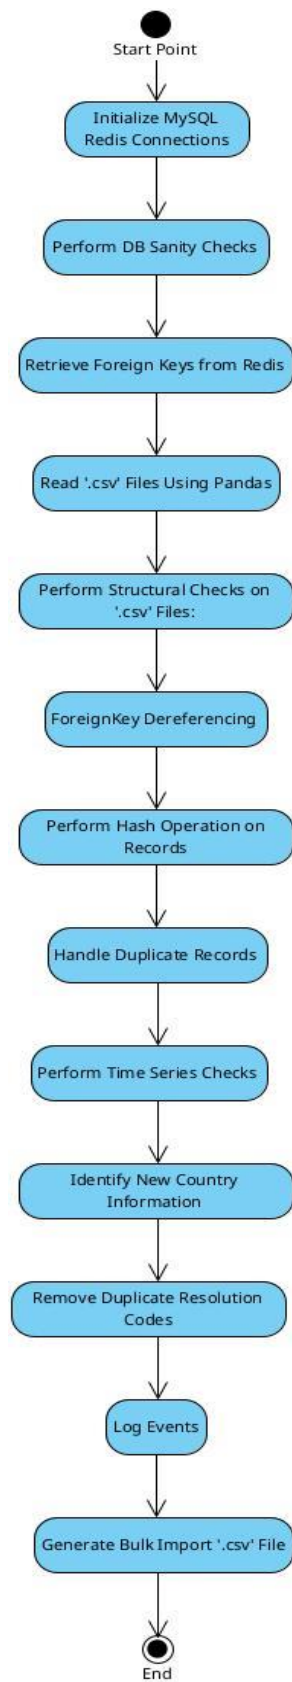 Start Point
Initialize MySQL
Redis Connections
Perform DB Sanity Checks
Retrieve Foreign Keys from Redis
Read '.csv' Files Using Pandas
Perform Structural Checks on
'.csv' Files:
ForeignKey Dereferencing
Perform Hash Operation on
Records
Handle Duplicate Records
Perform Time Series Checks
Identify New Country
Information
Remove Duplicate Resolution
Codes
Log Events
Generate Bulk Import '.csv' File
End